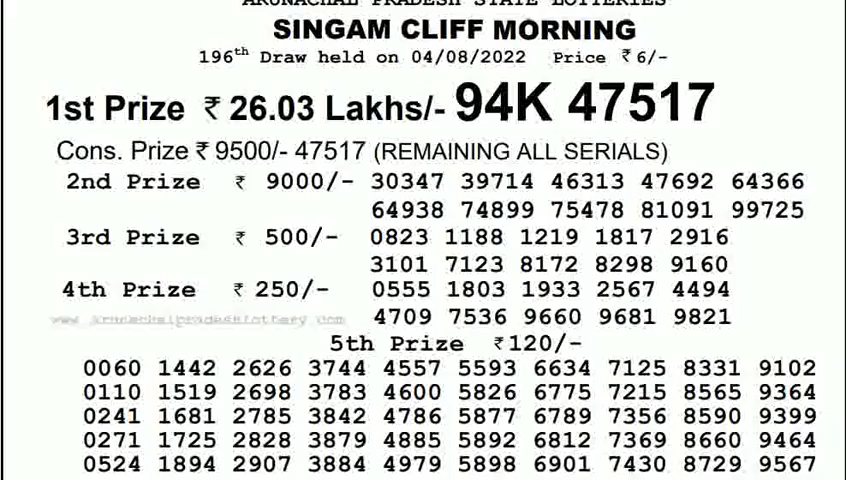 ARUNACHAL PRADESH STATE LOTTERIES
SINGAM CLIFF MORNING
196th Draw held on 04/08/2022 Price ₹ 6/-
1st Prize ₹ 26.03 Lakhs/- 94K 47517
Cons. Prize ₹ 9500/- 47517 (REMAINING ALL SERIALS)
2nd Prize ₹ 9000/- 30347 39714 46313 47692 64366
64938 74899 75478 81091 99725
3rd Prize ₹ 500/- 0823 1188 1219 1817 2916
3101 7123 8172 8298 9160
4th Prize ₹ 250/- 0555 1803 1933 2567 4494
www.arunachalpradeshlottery.com 4709 7536 9660 9681 9821
5th Prize ₹120/-
0060 1442 2626 3744 4557 5593 6634 7125 8331 9102
0110 1519 2698 3783 4600 5826 6775 7215 8565 9364
0241 1681 2785 3842 4786 5877 6789 7356 8590 9399
0271 1725 2828 3879 4885 5892 6812 7369 8660 9464
0524 1894 2907 3884 4979 5898 6901 7430 8729 9567